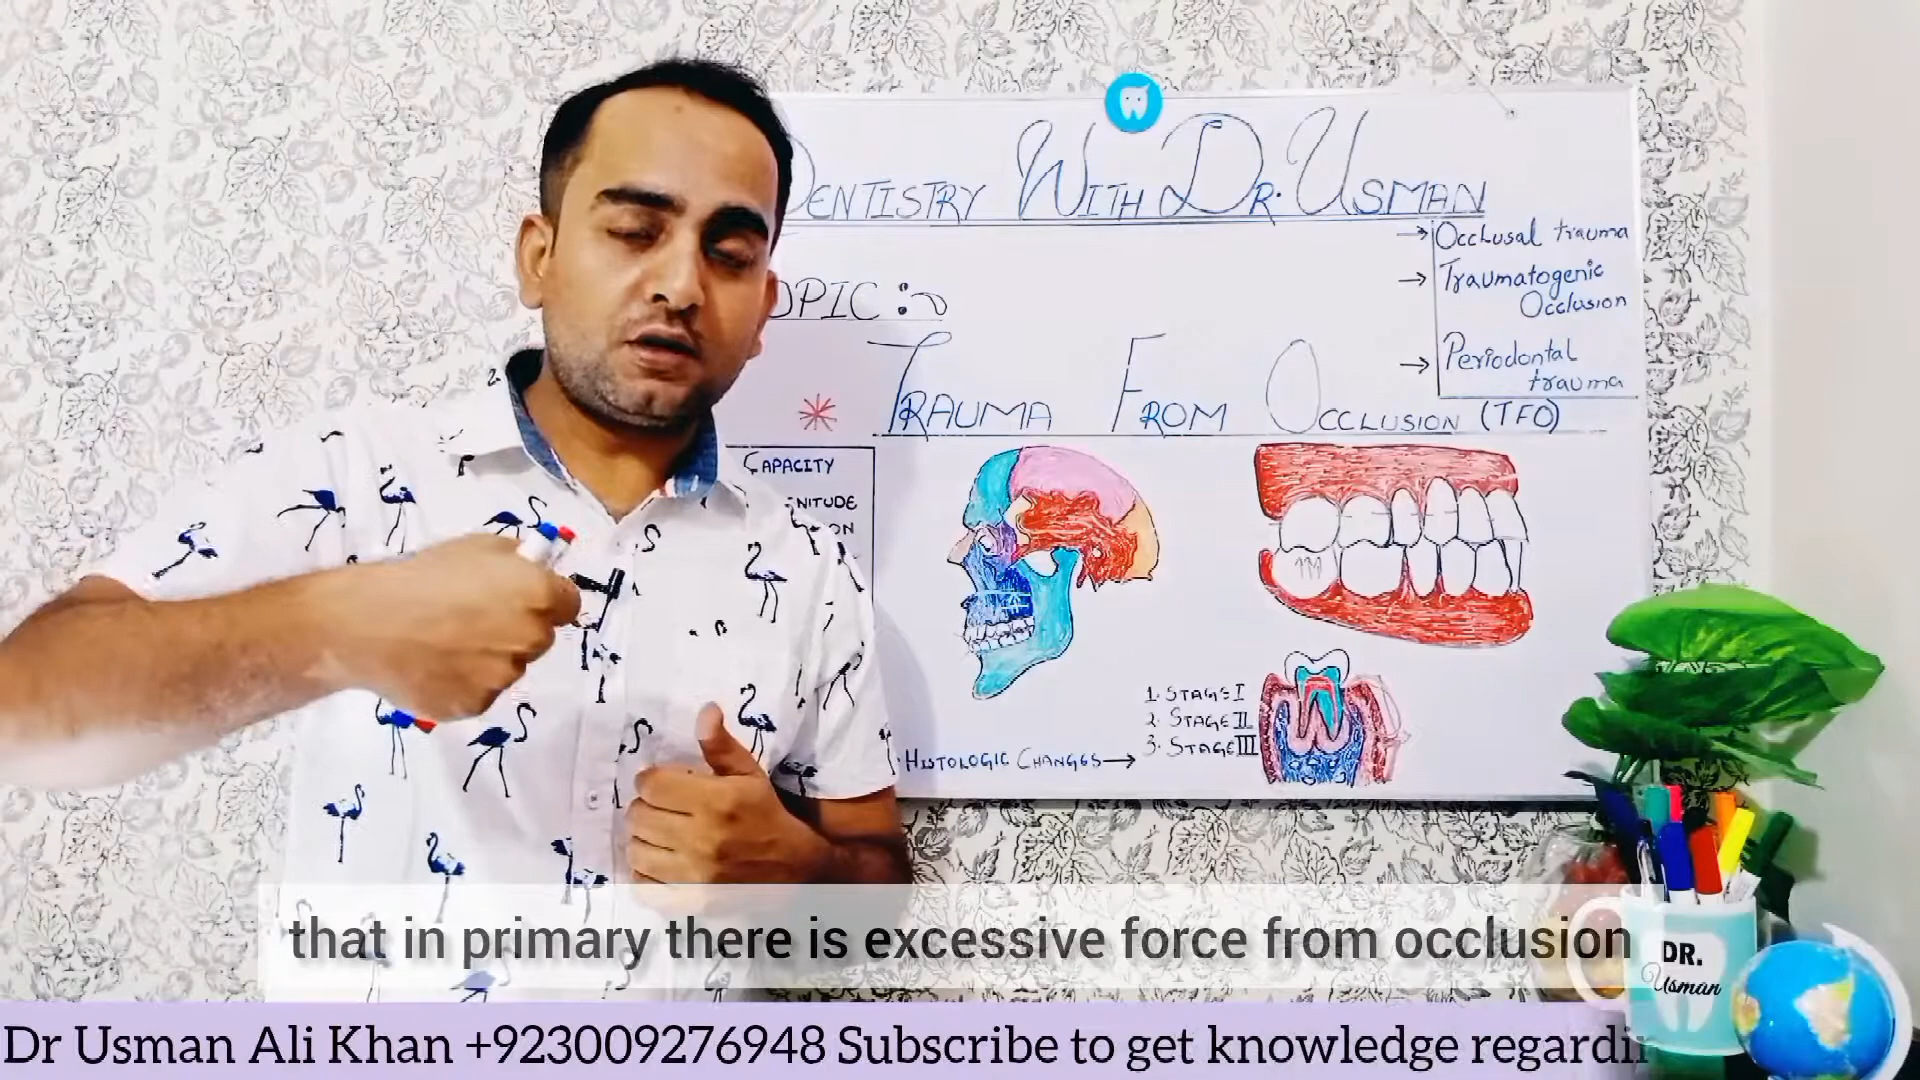 DENTISTRY WITH DR. USMAN
→ Occlusal trauma
→ Traumatogenic
Occlusion
→ Periodontal
trauma
OPIC :~
* TRAUMA FROM OCCLUSION (TFO)
CAPACITY
NITUDE
ON
1. STAGE I
2. STAGE II
3. STAGE III
HISTOLOGIC CHANGES →
that in primary there is excessive force from occlusion
DR.
Usman
Dr Usman Ali Khan +923009276948 Subscribe to get knowledge regardi